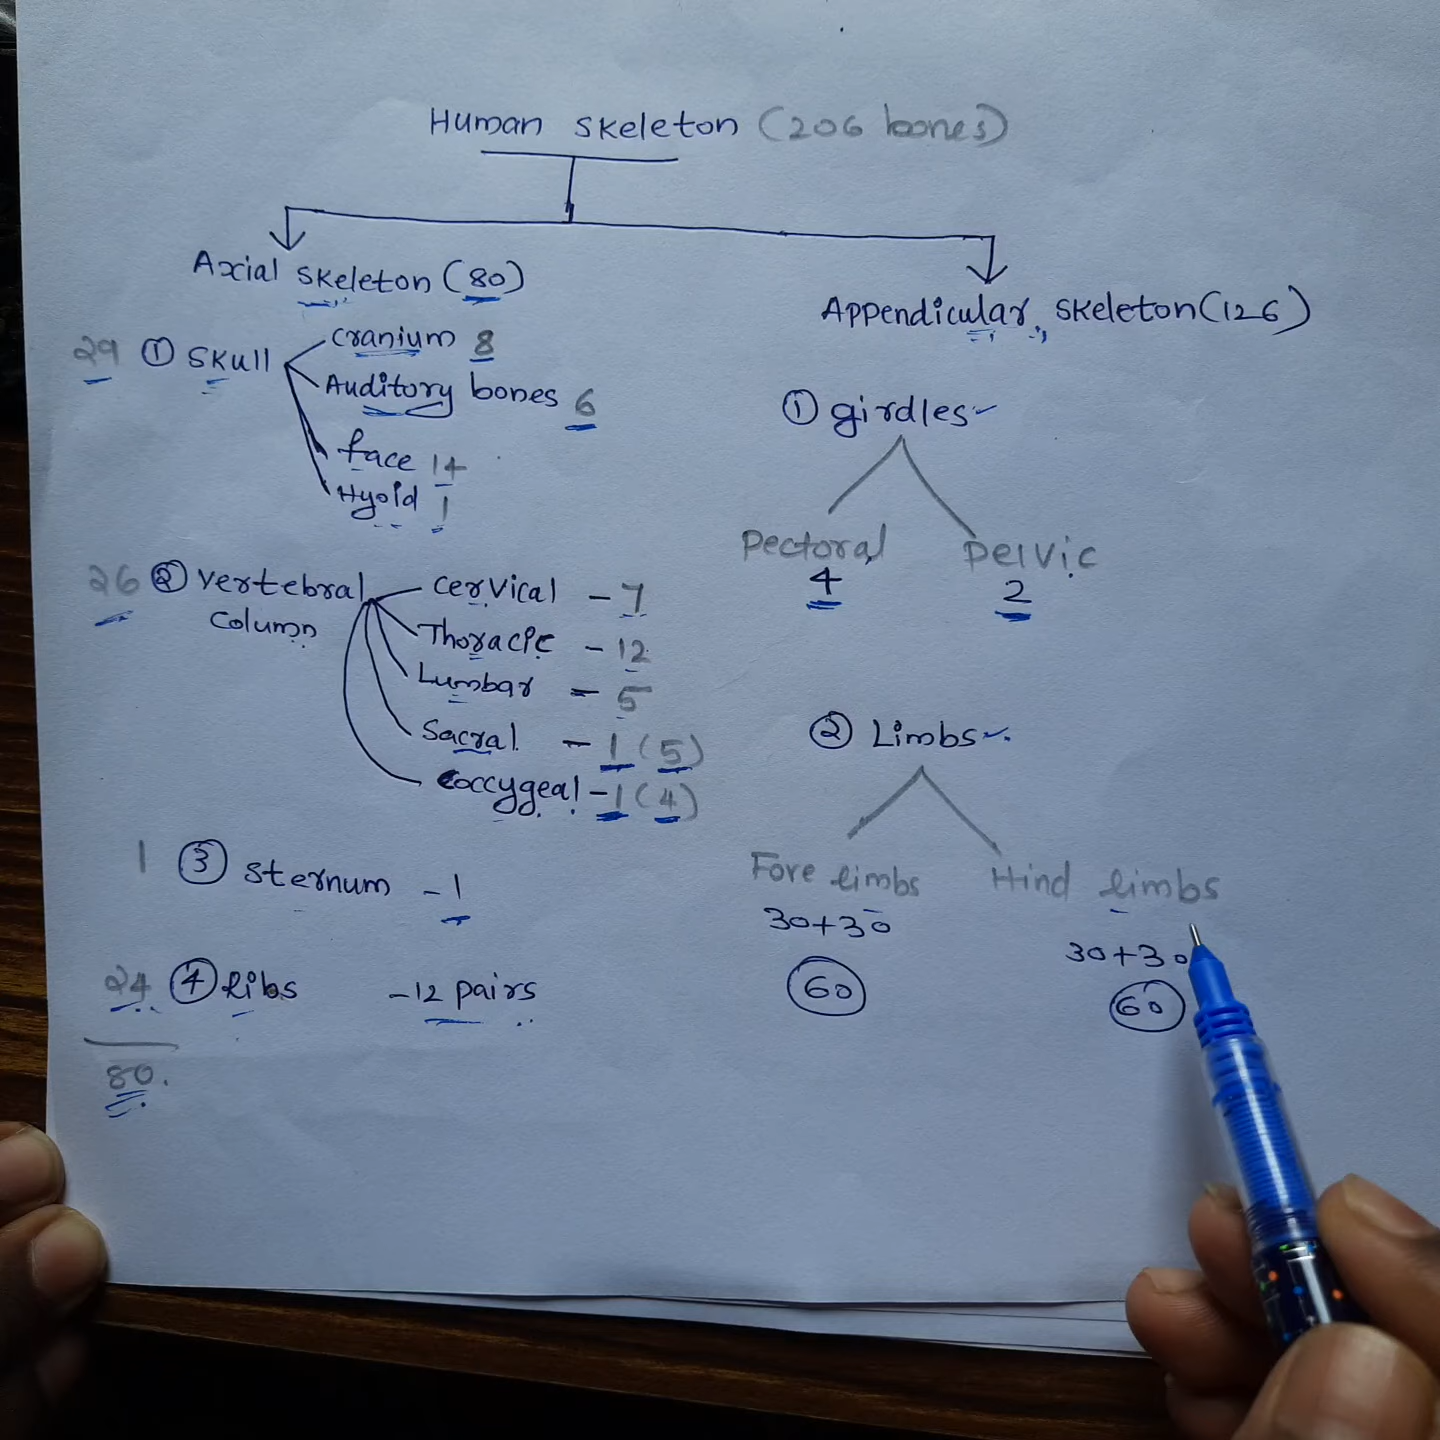 Human skeleton (206 bones)
Axial skeleton (80)
29 ① Skull
cranium 8
Auditory bones 6
face 14
Hyoid 1
26 ② Vertebral column
cervical - 7
Thoracic - 12
Lumbar - 5
Sacral - 1 (5)
coccygeal - 1 (4)
1 ③ Sternum - 1
24 ④ Ribs - 12 pairs
80.
Appendicular skeleton (126)
① girdles
Pectoral
4
Pelvic
2
② Limbs
Fore limbs
30+30
60
Hind limbs
30+30
60